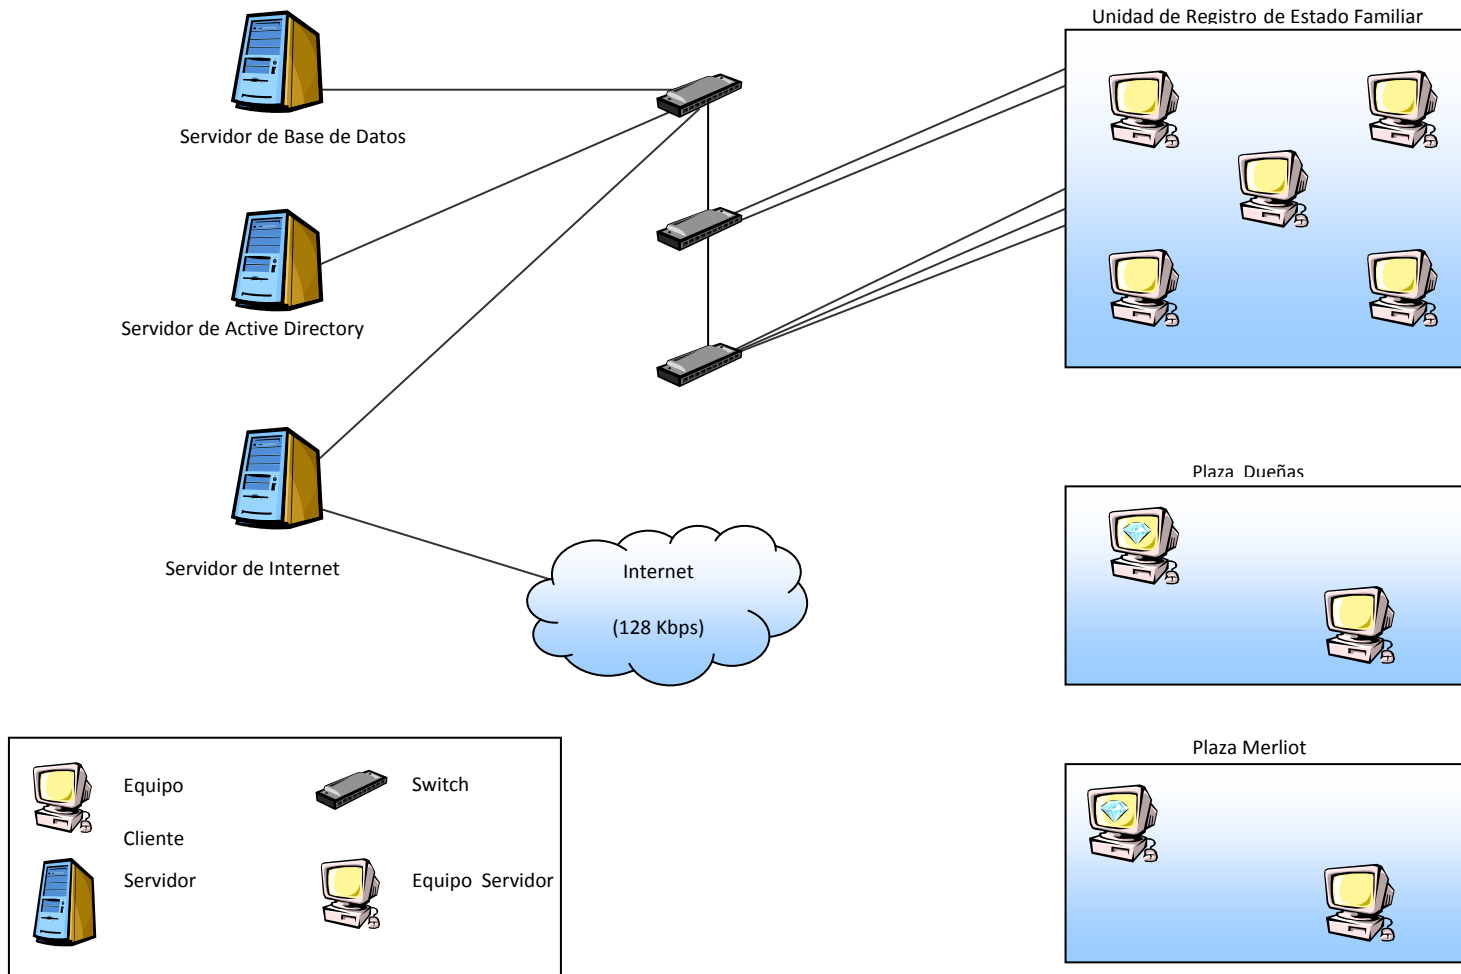 Unidad de Registro de Estado Familiar
Servidor de Base de Datos
Servidor de Active Directory
Servidor de Internet
Internet
(128 Kbps)
Plaza Dueñas
Plaza Merliot
Equipo
Cliente
Switch
Servidor
Equipo Servidor